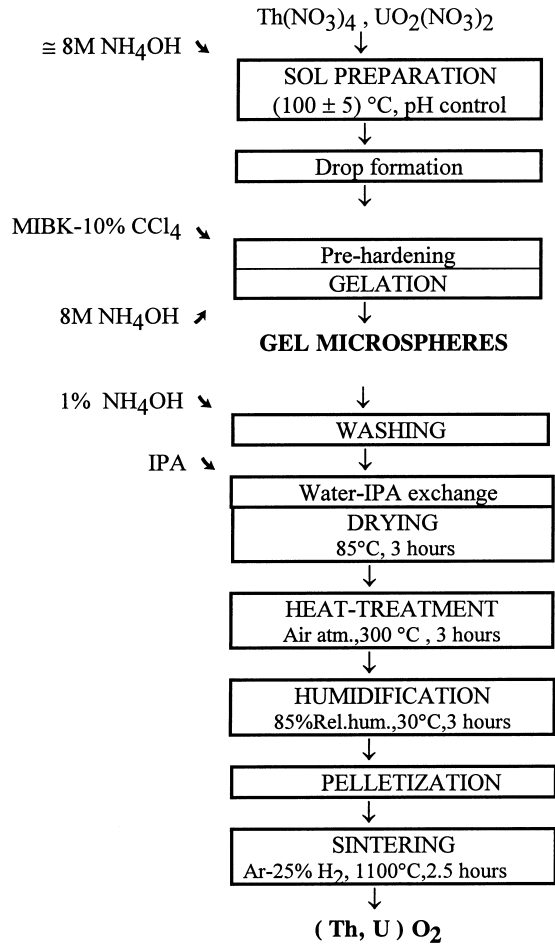 Th(NO3)4 , UO2(NO3)2
≅ 8M NH4OH
SOL PREPARATION
(100 ± 5) °C, pH control
Drop formation
MIBK-10% CCl4
Pre-hardening
GELATION
8M NH4OH
GEL MICROSPHERES
1% NH4OH
WASHING
IPA
Water-IPA exchange
DRYING
85°C, 3 hours
HEAT-TREATMENT
Air atm.,300 °C , 3 hours
HUMIDIFICATION
85%Rel.hum.,30°C,3 hours
PELLETIZATION
SINTERING
Ar-25% H2, 1100°C,2.5 hours
( Th, U ) O2